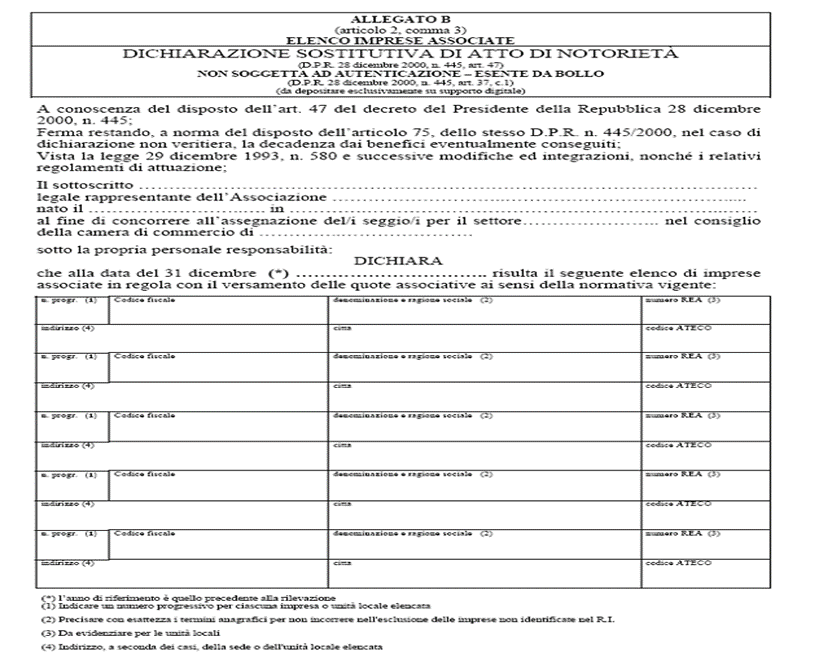 ALLEGATO B
(articolo 2, comma 3)
ELENCO IMPRESE ASSOCIATE
DICHIARAZIONE SOSTITUTIVA DI ATTO DI NOTORIETÀ
(D.P.R. 28 dicembre 2000, n. 445, art. 47)
NON SOGGETTA AD AUTENTICAZIONE – ESENTE DA BOLLO
(D.P.R. 28 dicembre 2000, n. 445, art. 37, c.1)
(da depositare esclusivamente su supporto digitale)
A conoscenza del disposto dell'art. 47 del decreto del Presidente della Repubblica 28 dicembre
2000, n. 445;
Ferma restando, a norma del disposto dell'articolo 75, dello stesso D.P.R. n. 445/2000, nel caso di
dichiarazione non veritiera, la decadenza dai benefici eventualmente conseguiti;
Vista la legge 29 dicembre 1993, n. 580 e successive modifiche ed integrazioni, nonché i relativi
regolamenti di attuazione;
Il sottoscritto ……………………………………………………………………………
legale rappresentante dell'Associazione …………………………………………………....
nato il …………………….. in ……………………………………………………...……
al fine di concorrere all'assegnazione del/i seggio/i per il settore………………….. nel consiglio
della camera di commercio di …………………………
sotto la propria personale responsabilità:
DICHIARA
che alla data del 31 dicembre (*) …………………………. risulta il seguente elenco di imprese
associate in regola con il versamento delle quote associative ai sensi della normativa vigente:
n. progr. (1) Codice fiscale denominazione e ragione sociale (2) numero REA (3)
indirizzo (4) città codice ATECO
n. progr. (1) Codice fiscale denominazione e ragione sociale (2) numero REA (3)
indirizzo (4) città codice ATECO
n. progr. (1) Codice fiscale denominazione e ragione sociale (2) numero REA (3)
indirizzo (4) città codice ATECO
n. progr. (1) Codice fiscale denominazione e ragione sociale (2) numero REA (3)
indirizzo (4) città codice ATECO
n. progr. (1) Codice fiscale denominazione e ragione sociale (2) numero REA (3)
indirizzo (4) città codice ATECO
(*) l'anno di riferimento è quello precedente alla rilevazione
(1) Indicare un numero progressivo per ciascuna impresa o unità locale elencata
(2) Precisare con esattezza i termini anagrafici per non incorrere nell'esclusione delle imprese non identificate nel R.I.
(3) Da evidenziare per le unità locali
(4) Indirizzo, a seconda dei casi, della sede o dell'unità locale elencata